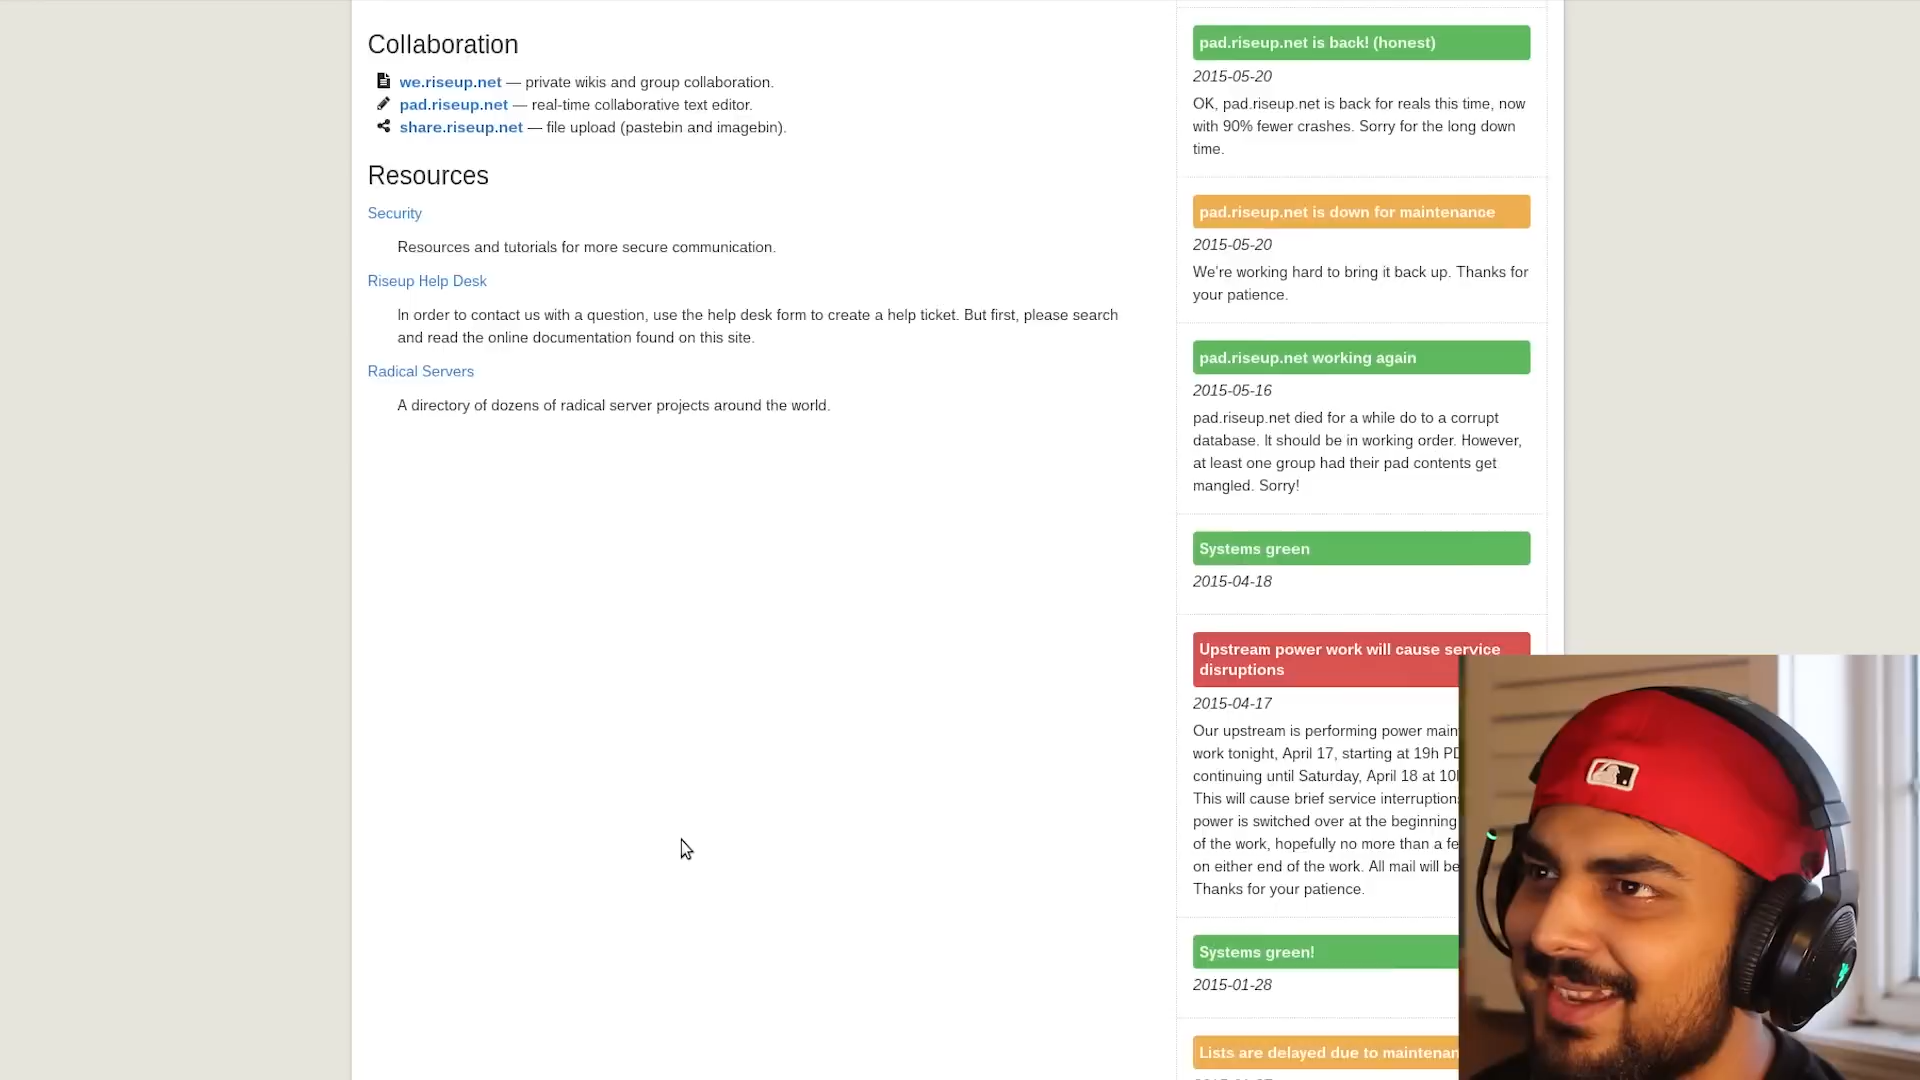 Collaboration
we.riseup.net — private wikis and group collaboration.
pad.riseup.net — real-time collaborative text editor.
share.riseup.net — file upload (pastebin and imagebin).
Resources
Security
Resources and tutorials for more secure communication.
Riseup Help Desk
In order to contact us with a question, use the help desk form to create a help ticket. But first, please search
and read the online documentation found on this site.
Radical Servers
A directory of dozens of radical server projects around the world.
pad.riseup.net is back! (honest)
2015-05-20
OK, pad.riseup.net is back for reals this time, now
with 90% fewer crashes. Sorry for the long down
time.
pad.riseup.net is down for maintenance
2015-05-20
We're working hard to bring it back up. Thanks for
your patience.
pad.riseup.net working again
2015-05-16
pad.riseup.net died for a while do to a corrupt
database. It should be in working order. However,
at least one group had their pad contents get
mangled. Sorry!
Systems green
2015-04-18
Upstream power work will cause service
disruptions
2015-04-17
Our upstream is performing power
work tonight, April 17, starting at 19h
continuing until Saturday, April 18 at
This will cause brief service
power is switched over at the beginning
of the work, hopefully no more than a
on either end of the work. All mail will
Thanks for your patience.
Systems green!
2015-01-28
Lists are delayed due to